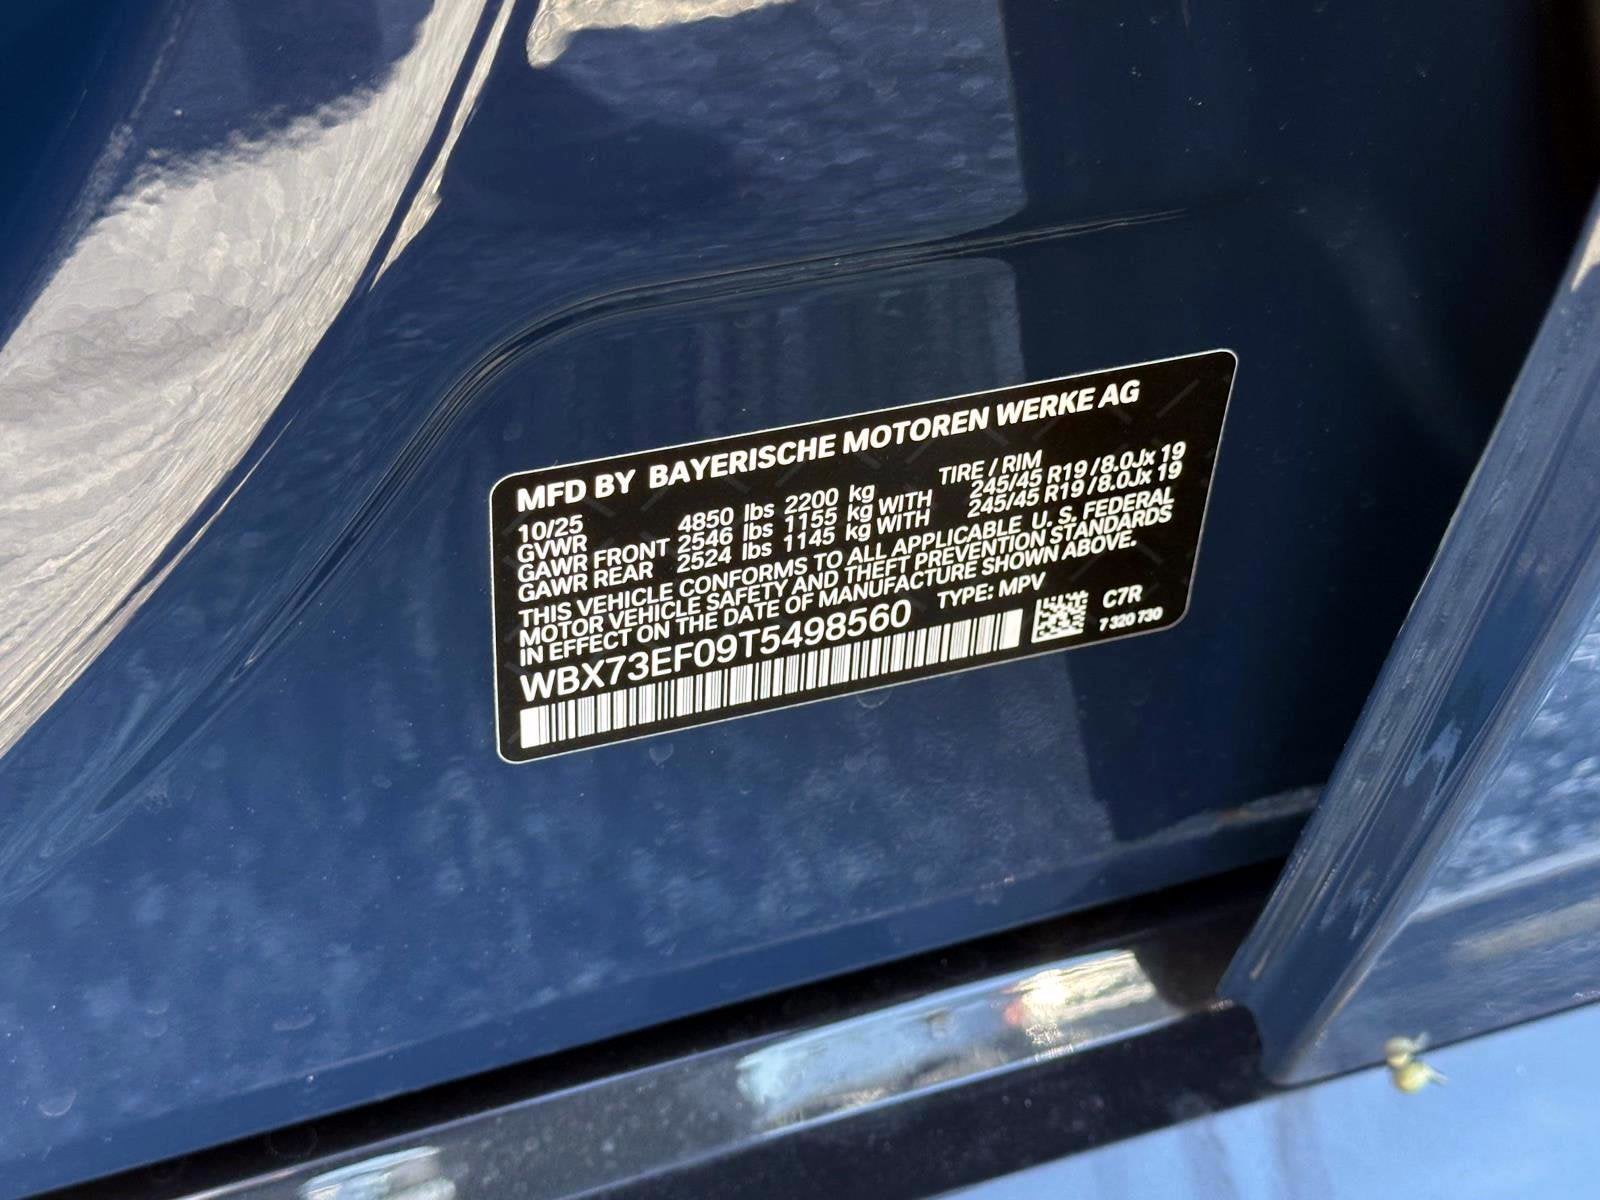 MFD BY BAYERISCHE MOTOREN WERKE AG
10/25 TIRE / RIM
GVWR 4850 lbs 2200 kg
GAWR FRONT 2546 lbs 1155 kg WITH 245/45 R19 / 8.0Jx 19
GAWR REAR 2524 lbs 1145 kg WITH 245/45 R19 / 8.0Jx 19
THIS VEHICLE CONFORMS TO ALL APPLICABLE U. S. FEDERAL
MOTOR VEHICLE SAFETY AND THEFT PREVENTION STANDARDS
IN EFFECT ON THE DATE OF MANUFACTURE SHOWN ABOVE.
WBX73EF09T5498560 TYPE: MPV
C7R
7 320 730